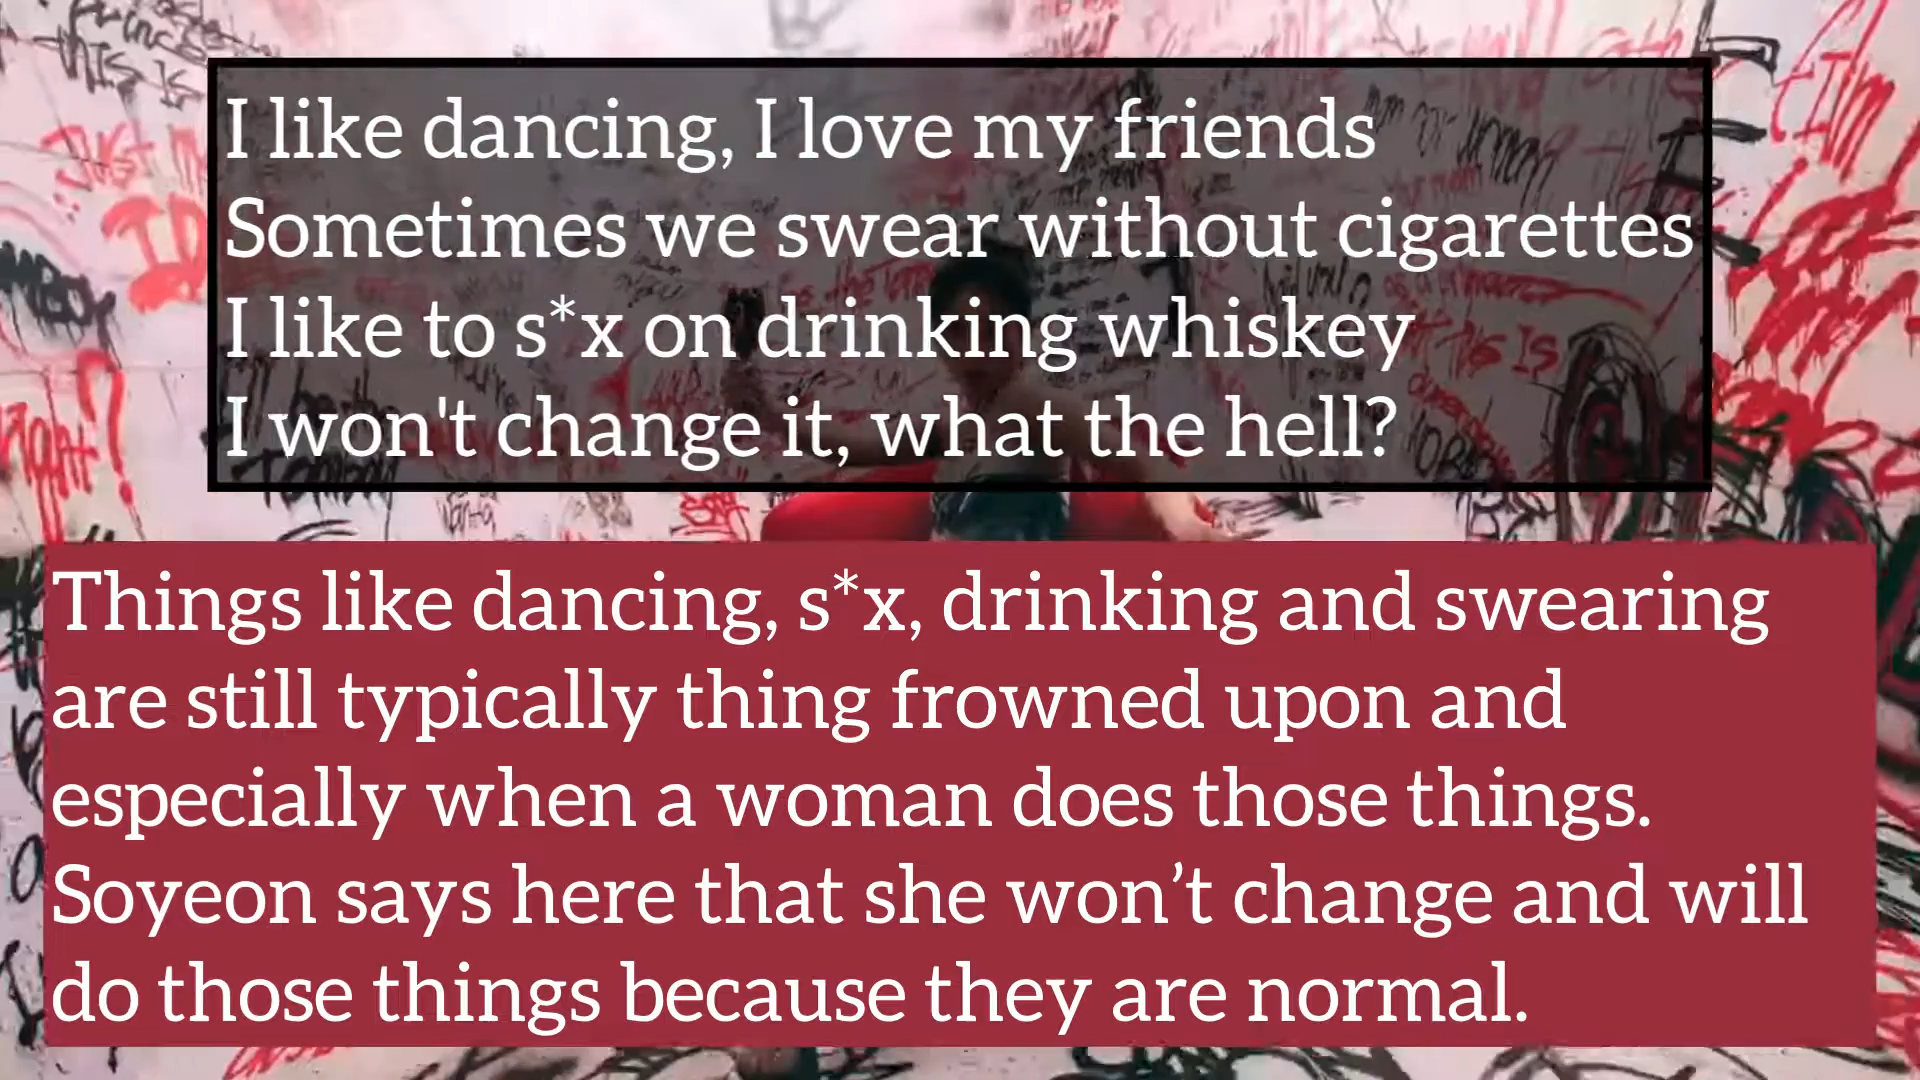 I like dancing, I love my friends
Sometimes we swear without cigarettes
I like to s*x on drinking whiskey
I won't change it, what the hell?
Things like dancing, s*x, drinking and swearing
are still typically thing frowned upon and
especially when a woman does those things.
Soyeon says here that she won’t change and will
do those things because they are normal.